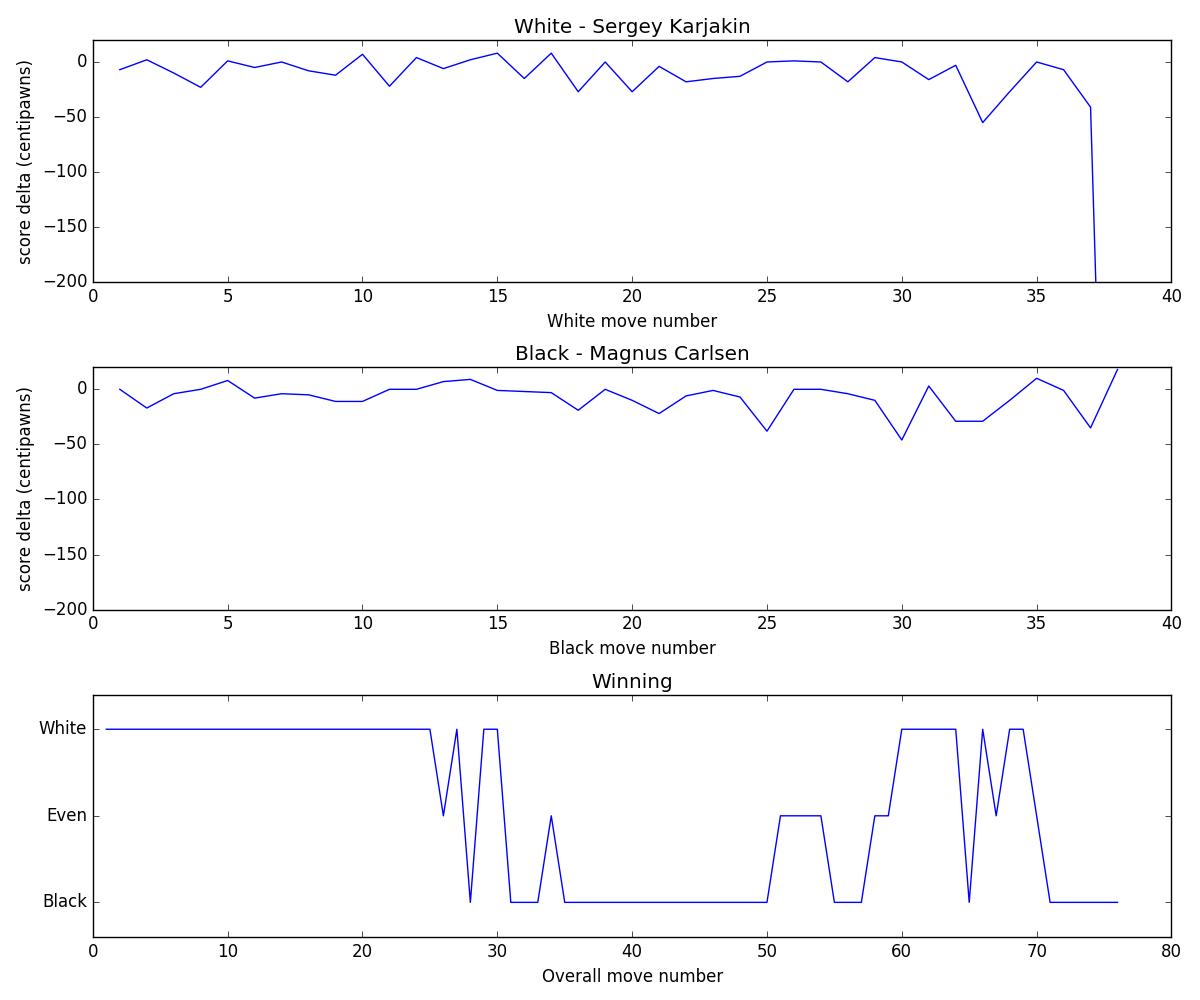 White - Sergey Karjakin
score delta (centipawns)
0
−50
−100
−150
−200
0 5 10 15 20 25 30 35 40
White move number
Black - Magnus Carlsen
score delta (centipawns)
0
−50
−100
−150
−200
0 5 10 15 20 25 30 35 40
Black move number
Winning
White
Even
Black
0 10 20 30 40 50 60 70 80
Overall move number